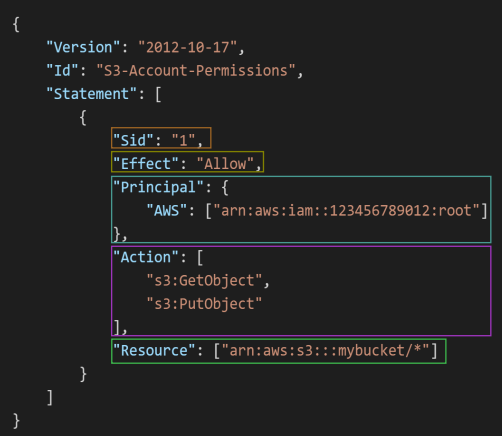 {
    "Version": "2012-10-17",
    "Id": "S3-Account-Permissions",
    "Statement": [
        {
            "Sid": "1",
            "Effect": "Allow",
            "Principal": {
                "AWS": ["arn:aws:iam::123456789012:root"]
            },
            "Action": [
                "s3:GetObject",
                "s3:PutObject"
            ],
            "Resource": ["arn:aws:s3:::mybucket/*"]
        }
    ]
}